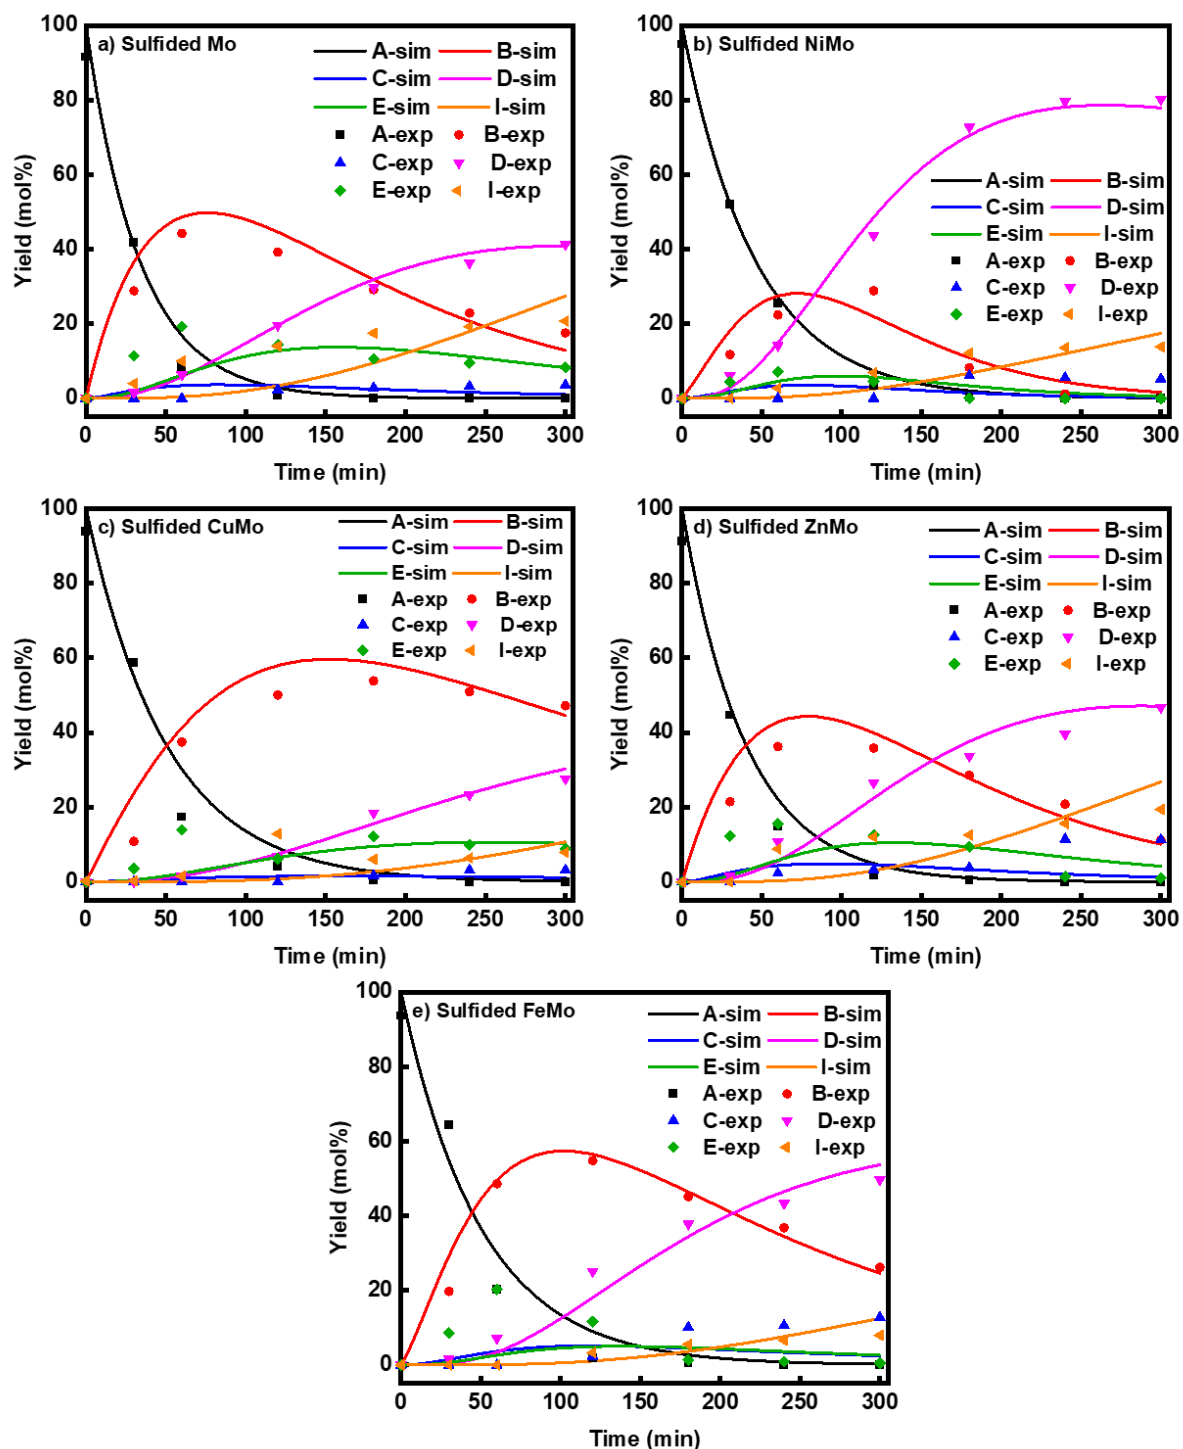 a) Sulfided Mo
A-sim B-sim
C-sim D-sim
E-sim I-sim
A-exp B-exp
C-exp D-exp
E-exp I-exp
Yield (mol%)
100
80
60
40
20
0
0 50 100 150 200 250 300
Time (min)
b) Sulfided NiMo
A-sim B-sim
C-sim D-sim
E-sim I-sim
A-exp B-exp
C-exp D-exp
E-exp I-exp
Yield (mol%)
100
80
60
40
20
0
0 50 100 150 200 250 300
Time (min)
c) Sulfided CuMo
A-sim B-sim
C-sim D-sim
E-sim I-sim
A-exp B-exp
C-exp D-exp
E-exp I-exp
Yield (mol%)
100
80
60
40
20
0
0 50 100 150 200 250 300
Time (min)
d) Sulfided ZnMo
A-sim B-sim
C-sim D-sim
E-sim I-sim
A-exp B-exp
C-exp D-exp
E-exp I-exp
Yield (mol%)
100
80
60
40
20
0
0 50 100 150 200 250 300
Time (min)
e) Sulfided FeMo
A-sim B-sim
C-sim D-sim
E-sim I-sim
A-exp B-exp
C-exp D-exp
E-exp I-exp
Yield (mol%)
100
80
60
40
20
0
0 50 100 150 200 250 300
Time (min)